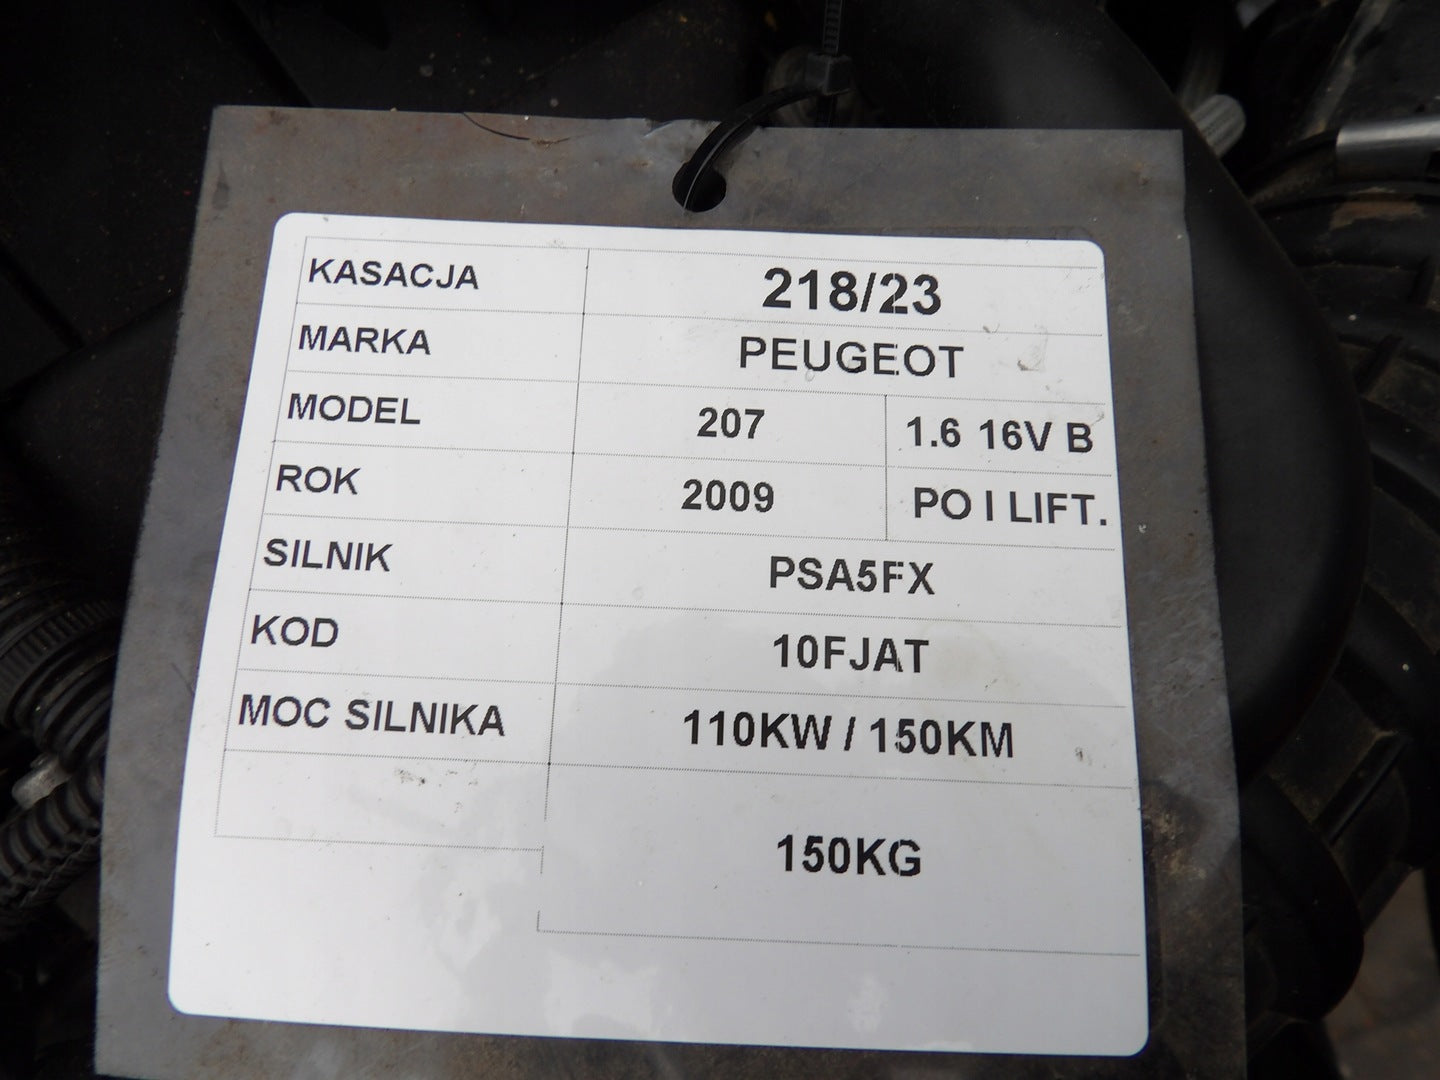 KASACJA 218/23
MARKA PEUGEOT
MODEL 207 1.6 16V B
ROK 2009 PO I LIFT.
SILNIK PSA5FX
KOD 10FJAT
MOC SILNIKA 110KW / 150KM
150KG